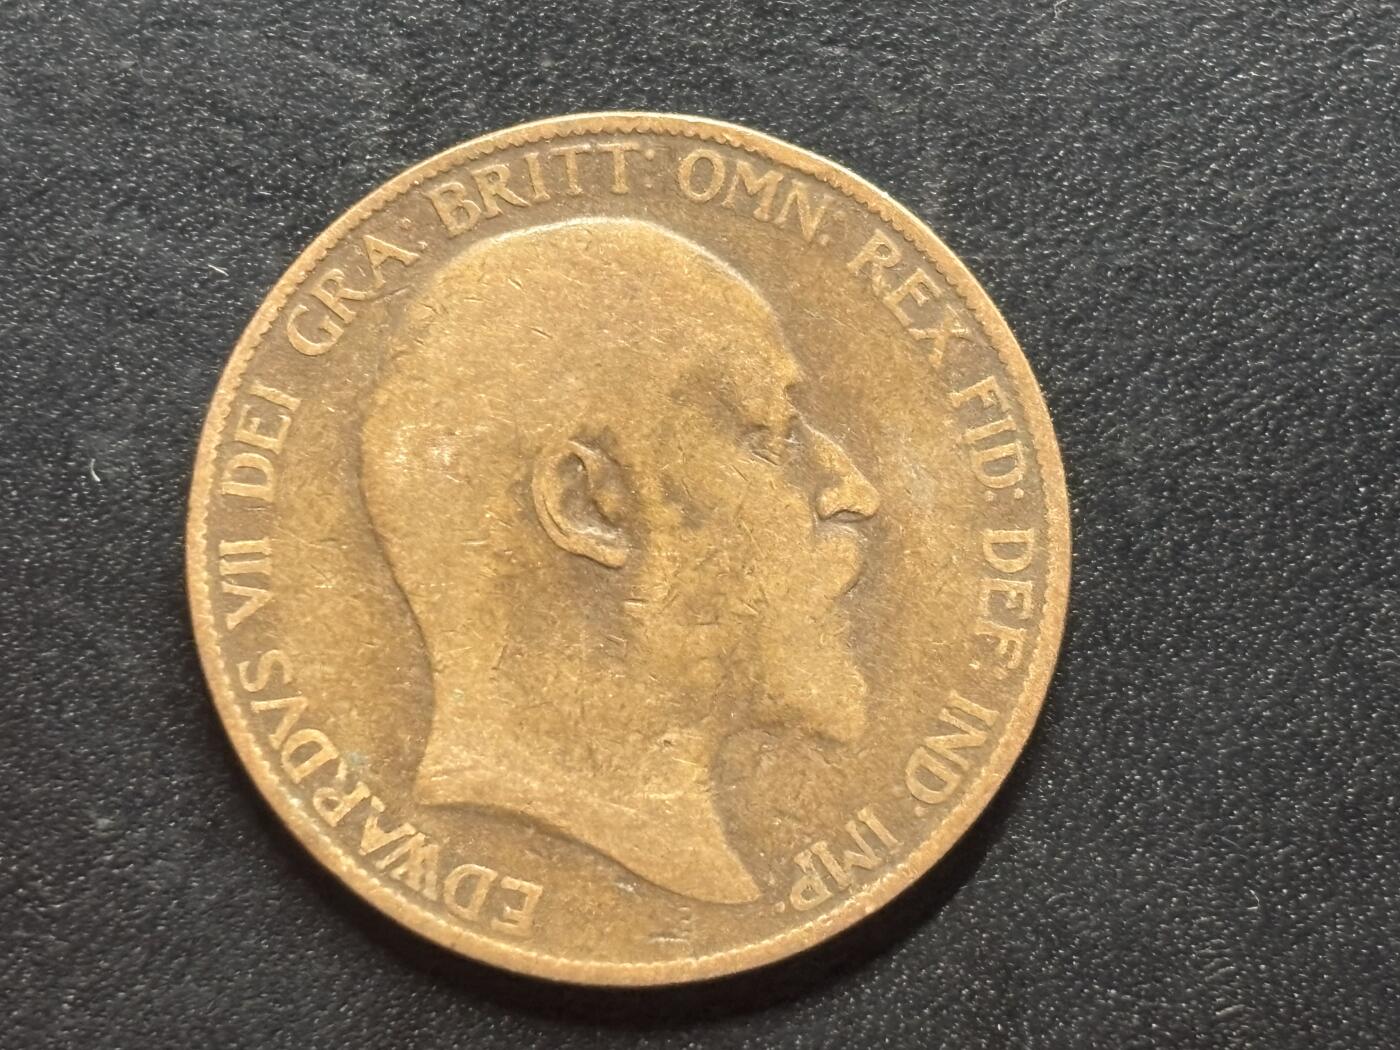 EDWARDVS VII DEI GRA: BRITT: OMN: REX FID: DEF: IND: IMP: